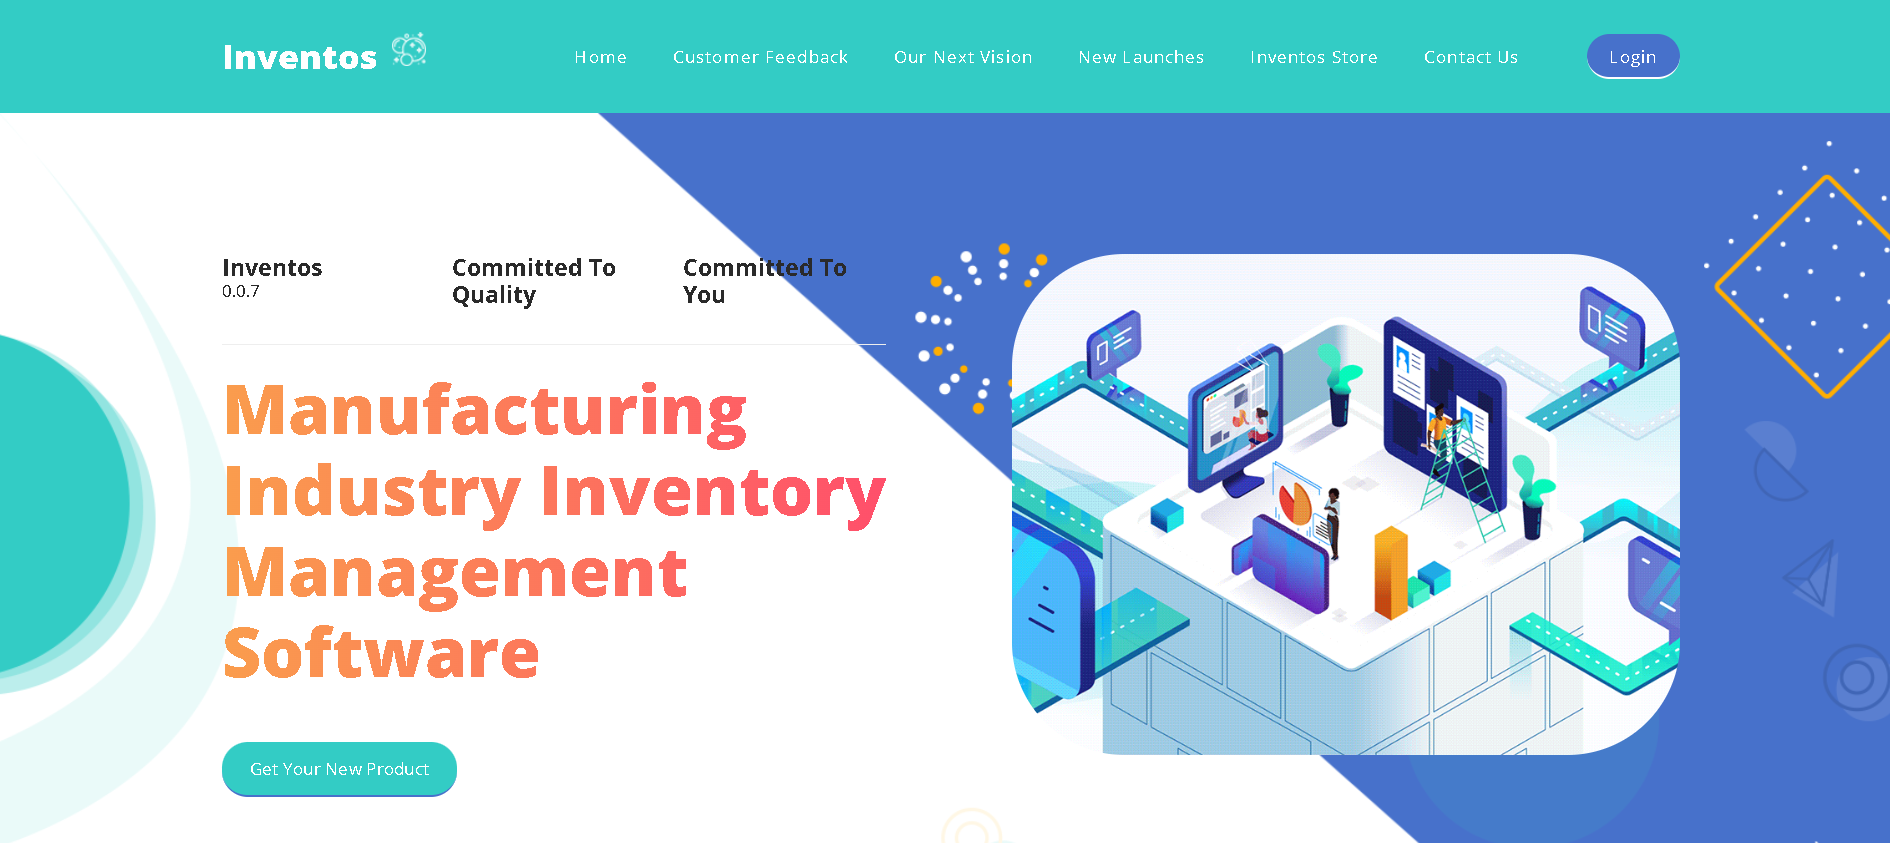 Inventos
Home Customer Feedback Our Next Vision New Launches Inventos Store Contact Us Login
Inventos
0.0.7
Committed To
Quality
Committed To
You
Manufacturing
Industry Inventory
Management
Software
Get Your New Product